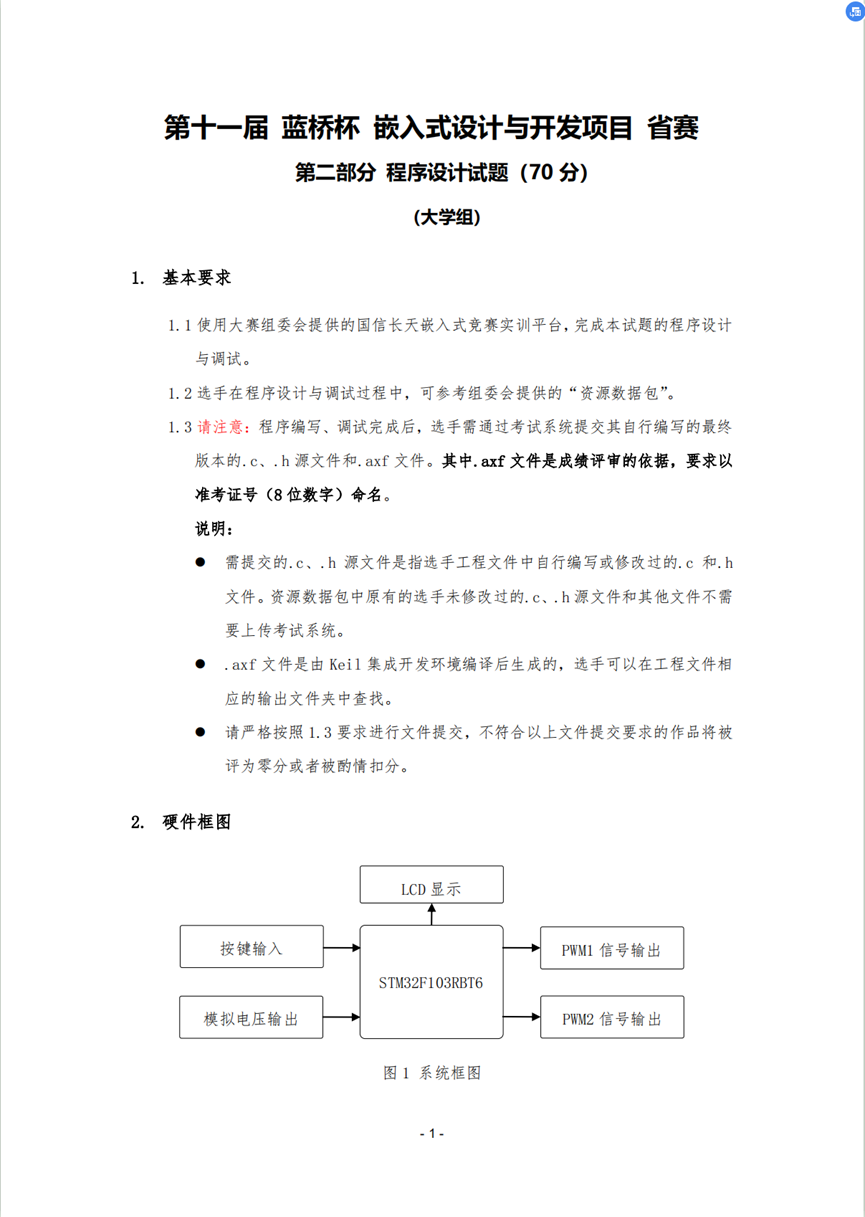 第十一届 蓝桥杯 嵌入式设计与开发项目 省赛
第二部分 程序设计试题（70 分）
(大学组)
1. 基本要求
1.1 使用大赛组委会提供的国信长天嵌入式竞赛实训平台，完成本试题的程序设计
与调试。
1.2 选手在程序设计与调试过程中，可参考组委会提供的“资源数据包”。
1.3 请注意：程序编写、调试完成后，选手需通过考试系统提交其自行编写的最终
版本的.c、.h 源文件和.axf 文件。其中.axf 文件是成绩评审的依据，要求以
准考证号（8 位数字）命名。
说明：
● 需提交的.c、.h 源文件是指选手工程文件中自行编写或修改过的.c 和.h
文件。资源数据包中原有的选手未修改过的.c、.h 源文件和其他文件不需
要上传考试系统。
● .axf 文件是由 Keil 集成开发环境编译后生成的，选手可以在工程文件相
应的输出文件夹中查找。
● 请严格按照 1.3 要求进行文件提交，不符合以上文件提交要求的作品将被
评为零分或者被酌情扣分。
2. 硬件框图
LCD 显示
按键输入
PWM1 信号输出
STM32F103RBT6
模拟电压输出
PWM2 信号输出
图 1 系统框图
- 1 -